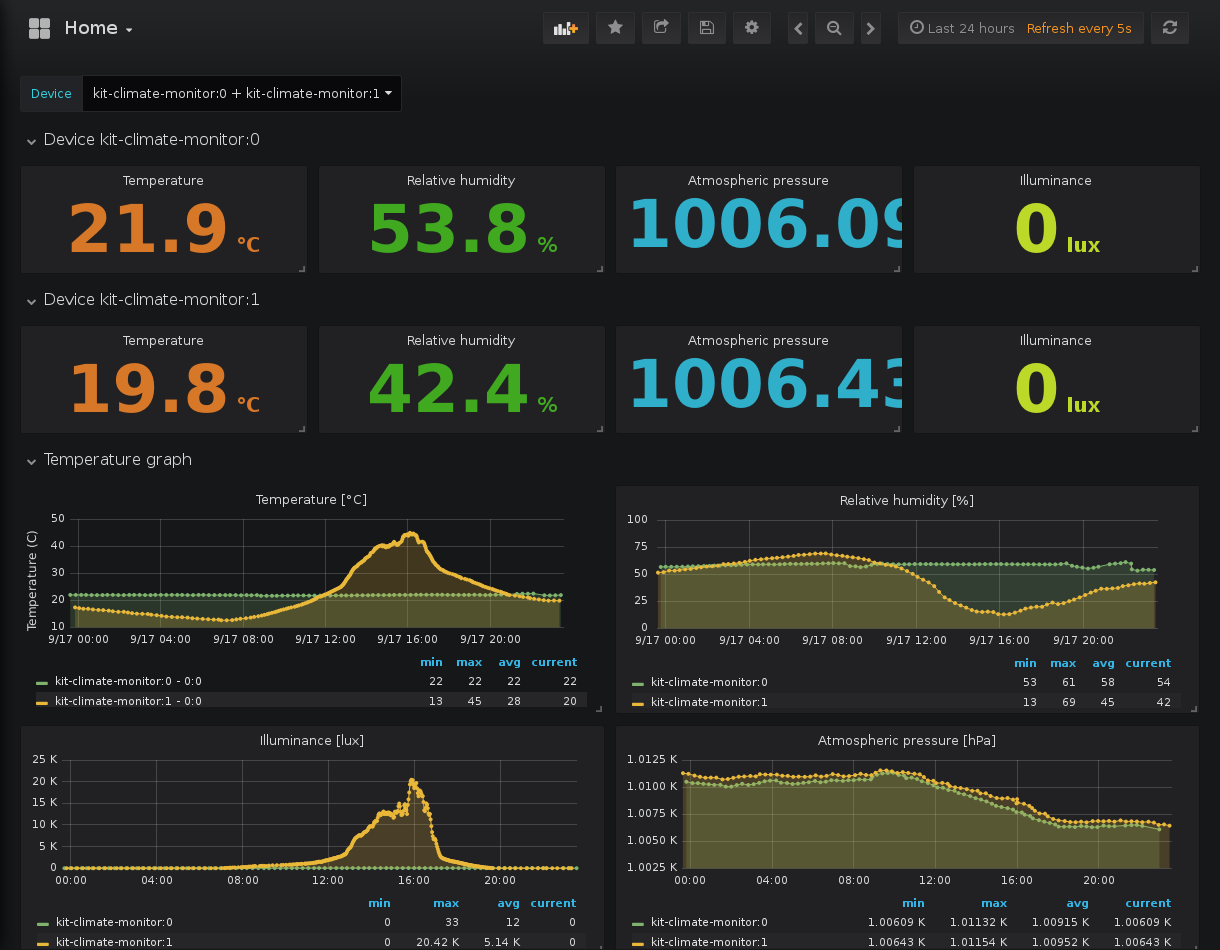 Home
Last 24 hours Refresh every 5s
Device kit-climate-monitor:0 + kit-climate-monitor:1
Device kit-climate-monitor:0
Temperature Relative humidity Atmospheric pressure Illuminance
21.9 °C 53.8 % 1006.09 0 lux
Device kit-climate-monitor:1
Temperature Relative humidity Atmospheric pressure Illuminance
19.8 °C 42.4 % 1006.43 0 lux
Temperature graph
Temperature [°C]
Temperature (C)
50
40
30
20
10
9/17 00:00 9/17 04:00 9/17 08:00 9/17 12:00 9/17 16:00 9/17 20:00
min max avg current
kit-climate-monitor:0 - 0:0 22 22 22 22
kit-climate-monitor:1 - 0:0 13 45 28 20
Relative humidity [%]
100
75
50
25
0
9/17 00:00 9/17 04:00 9/17 08:00 9/17 12:00 9/17 16:00 9/17 20:00
min max avg current
kit-climate-monitor:0 53 61 58 54
kit-climate-monitor:1 13 69 45 42
Illuminance [lux]
25 K
20 K
15 K
10 K
5 K
0
00:00 04:00 08:00 12:00 16:00 20:00
min max avg current
kit-climate-monitor:0 0 33 12 0
kit-climate-monitor:1 0 20.42 K 5.14 K 0
Atmospheric pressure [hPa]
1.0125 K
1.0100 K
1.0075 K
1.0050 K
1.0025 K
00:00 04:00 08:00 12:00 16:00 20:00
min max avg current
kit-climate-monitor:0 1.00609 K 1.01132 K 1.00915 K 1.00609 K
kit-climate-monitor:1 1.00643 K 1.01154 K 1.00952 K 1.00643 K